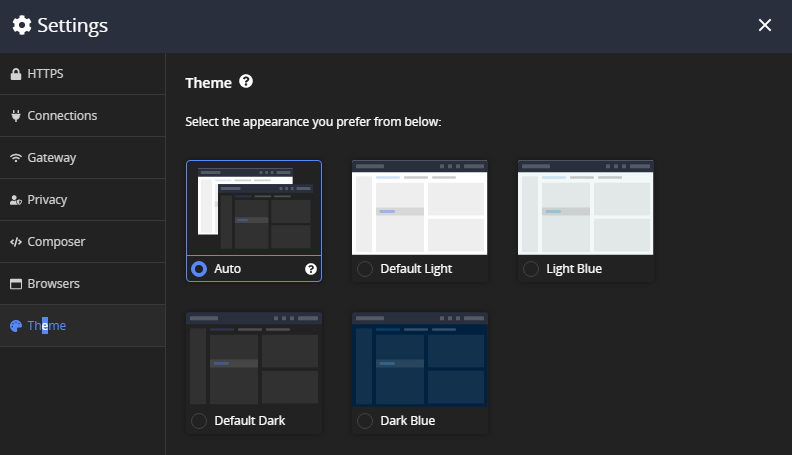 Settings
HTTPS
Connections
Gateway
Privacy
Composer
Browsers
Theme
Theme
Select the appearance you prefer from below:
Auto
Default Light
Light Blue
Default Dark
Dark Blue